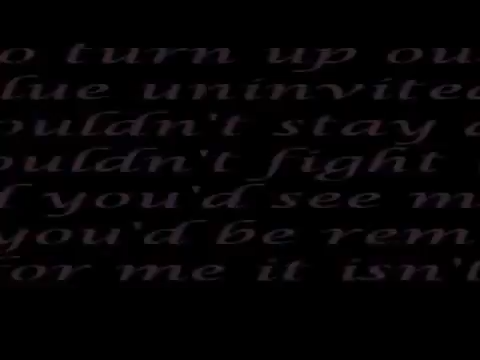 o turn up ou
lue uninvited
ouldn't stay a
ouldn't fight
d you'd see m
you'd be rem
for me it isn't